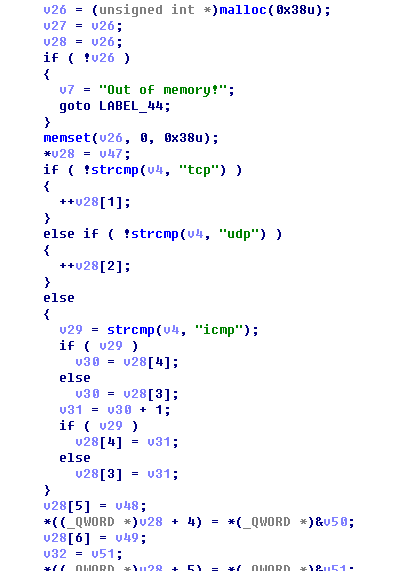 v26 = (unsigned int *)malloc(0x38u);
v27 = v26;
v28 = v26;
if ( !v26 )
{
v7 = "Out of memory!";
goto LABEL_44;
}
memset(v26, 0, 0x38u);
*v28 = v47;
if ( !strcmp(v4, "tcp") )
{
++v28[1];
}
else if ( !strcmp(v4, "udp") )
{
++v28[2];
}
else
{
v29 = strcmp(v4, "icmp");
if ( v29 )
v30 = v28[4];
else
v30 = v28[3];
v31 = v30 + 1;
if ( v29 )
v28[4] = v31;
else
v28[3] = v31;
}
v28[5] = v48;
*((_QWORD *)v28 + 4) = *(_QWORD *)&v50;
v28[6] = v49;
v32 = v51;
*((_QWORD *)v28 + 5) = *(_QWORD *)&v51;